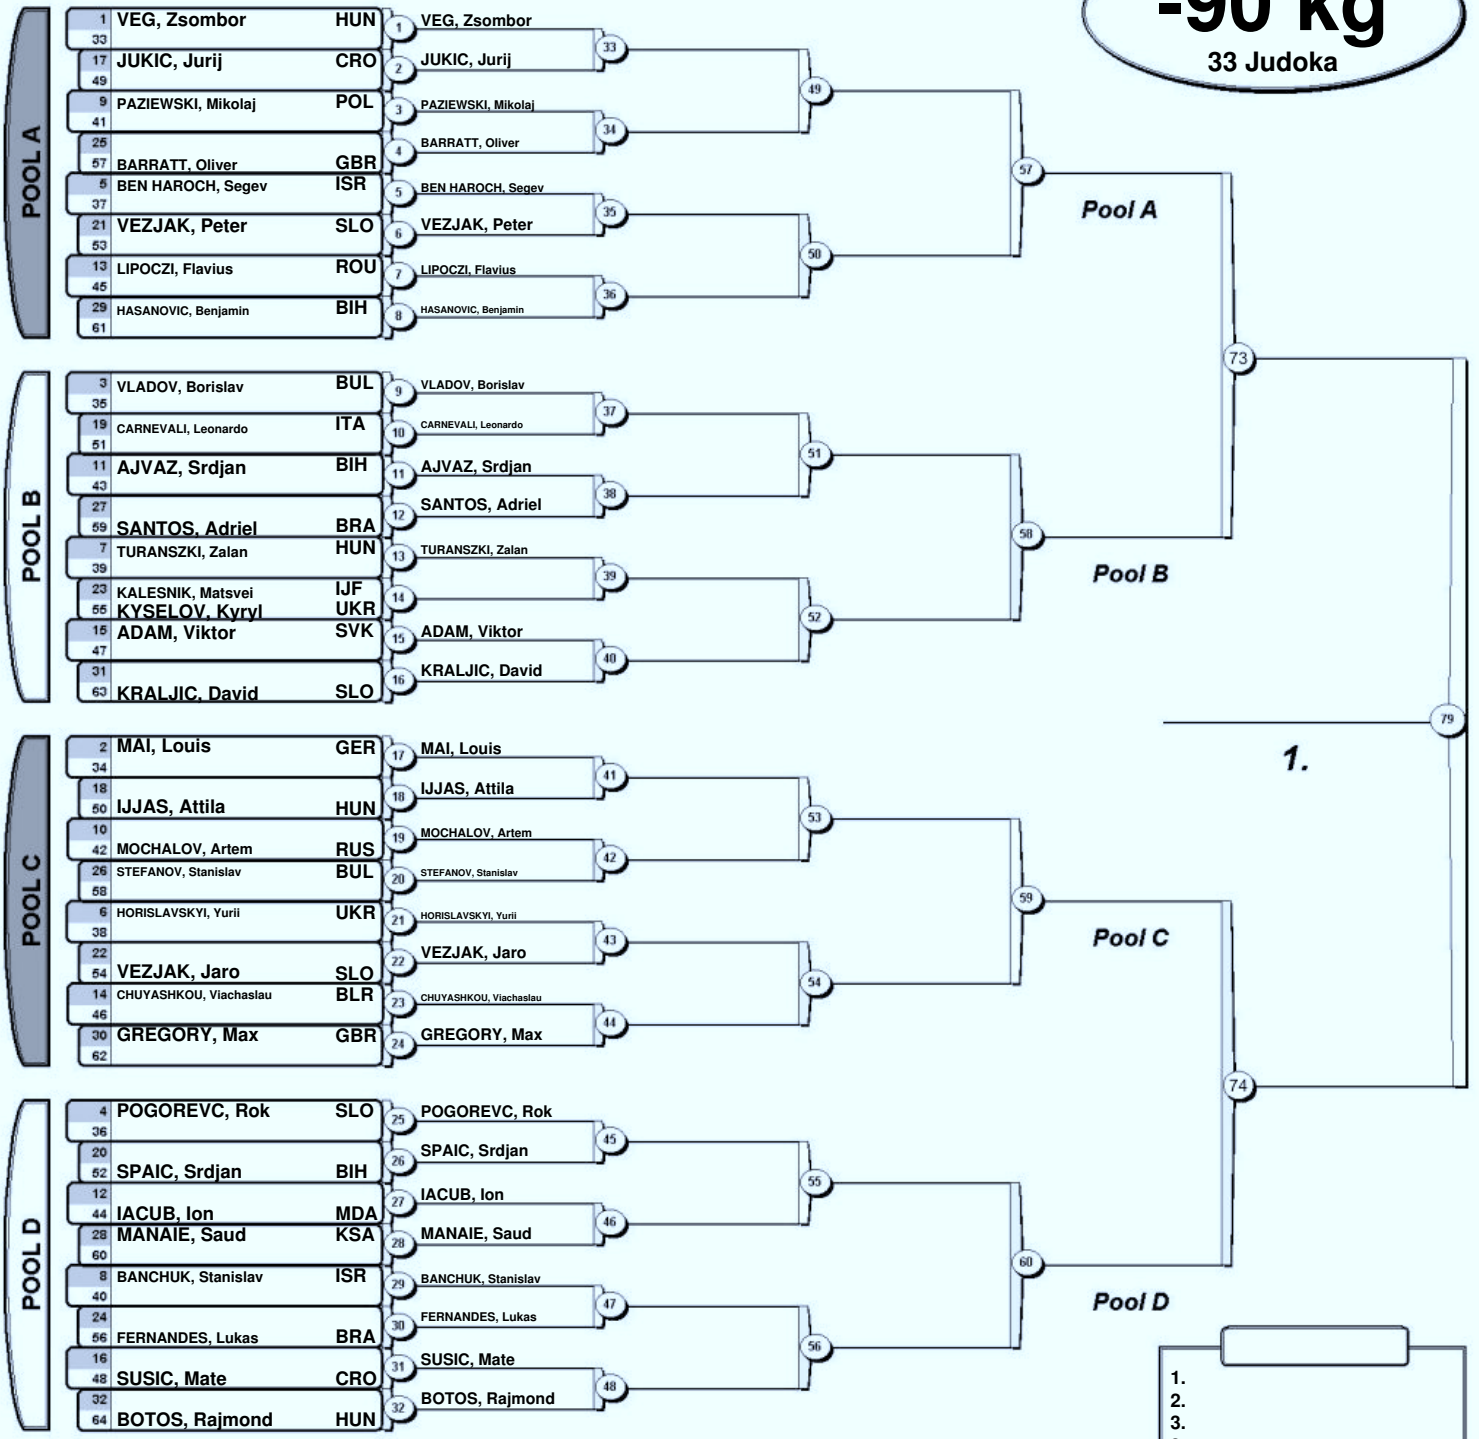 -90 kg
33 Judoka
POOL A
1 VEG, Zsombor HUN
33
17 JUKIC, Jurij CRO
49
9 PAZIEWSKI, Mikolaj POL
41
25
57 BARRATT, Oliver GBR
5 BEN HAROCH, Segev ISR
37
21 VEZJAK, Peter SLO
53
13 LIPOCZI, Flavius ROU
45
29 HASANOVIC, Benjamin BIH
61
1 VEG, Zsombor
2 JUKIC, Jurij
3 PAZIEWSKI, Mikolaj
4 BARRATT, Oliver
5 BEN HAROCH, Segev
6 VEZJAK, Peter
7 LIPOCZI, Flavius
8 HASANOVIC, Benjamin
33
34
35
36
49
50
57
Pool A
POOL B
3 VLADOV, Borislav BUL
35
19 CARNEVALI, Leonardo ITA
51
11 AJVAZ, Srdjan BIH
43
27
59 SANTOS, Adriel BRA
7 TURANSZKI, Zalan HUN
39
23 KALESNIK, Matsvei IJF
55 KYSELOV, Kyryl UKR
15 ADAM, Viktor SVK
47
31
63 KRALJIC, David SLO
9 VLADOV, Borislav
10 CARNEVALI, Leonardo
11 AJVAZ, Srdjan
12 SANTOS, Adriel
13 TURANSZKI, Zalan
14
15 ADAM, Viktor
16 KRALJIC, David
37
38
39
40
51
52
58
Pool B
73
POOL C
2 MAI, Louis GER
34
18
50 IJJAS, Attila HUN
10
42 MOCHALOV, Artem RUS
26 STEFANOV, Stanislav BUL
58
6 HORISLAVSKYI, Yurii UKR
38
22
54 VEZJAK, Jaro SLO
14 CHUYASHKOU, Viachaslau BLR
46
30 GREGORY, Max GBR
62
17 MAI, Louis
18 IJJAS, Attila
19 MOCHALOV, Artem
20 STEFANOV, Stanislav
21 HORISLAVSKYI, Yurii
22 VEZJAK, Jaro
23 CHUYASHKOU, Viachaslau
24 GREGORY, Max
41
42
43
44
53
54
59
Pool C
79
1.
POOL D
4 POGOREVC, Rok SLO
36
20
52 SPAIC, Srdjan BIH
12
44 IACUB, Ion MDA
28 MANAIE, Saud KSA
60
8 BANCHUK, Stanislav ISR
40
24
56 FERNANDES, Lukas BRA
16
48 SUSIC, Mate CRO
32
64 BOTOS, Rajmond HUN
25 POGOREVC, Rok
26 SPAIC, Srdjan
27 IACUB, Ion
28 MANAIE, Saud
29 BANCHUK, Stanislav
30 FERNANDES, Lukas
31 SUSIC, Mate
32 BOTOS, Rajmond
45
46
47
48
55
56
60
Pool D
74
1.
2.
3.